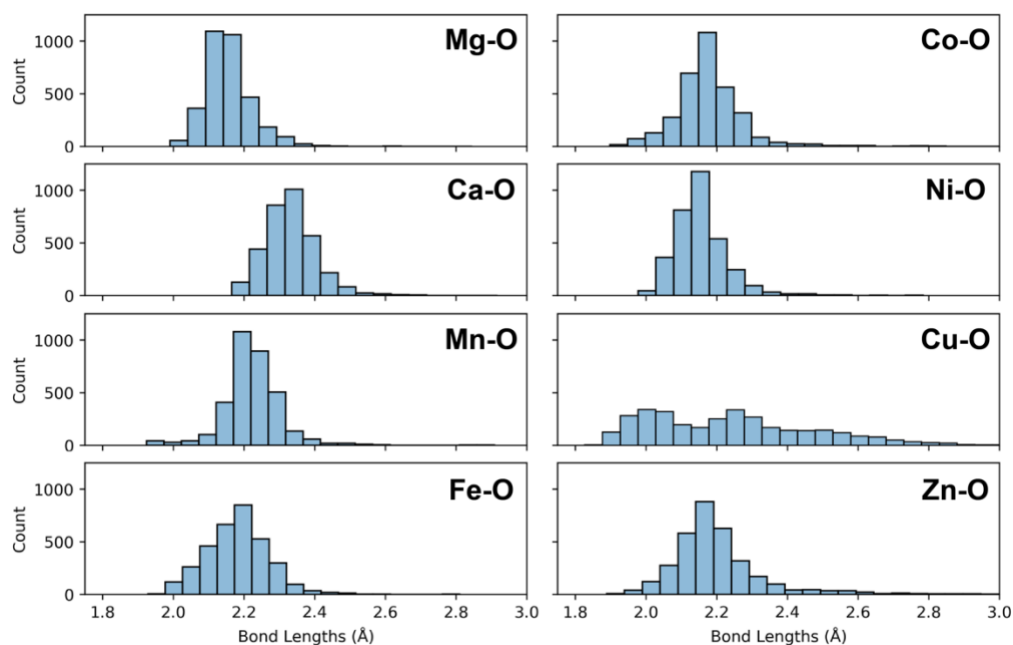 Mg-O
Count
1000
500
0
Co-O
Ca-O
Count
1000
500
0
Ni-O
Mn-O
Count
1000
500
0
Cu-O
Fe-O
Count
1000
500
0
1.8 2.0 2.2 2.4 2.6 2.8 3.0
Bond Lengths (Å)
Zn-O
1.8 2.0 2.2 2.4 2.6 2.8 3.0
Bond Lengths (Å)